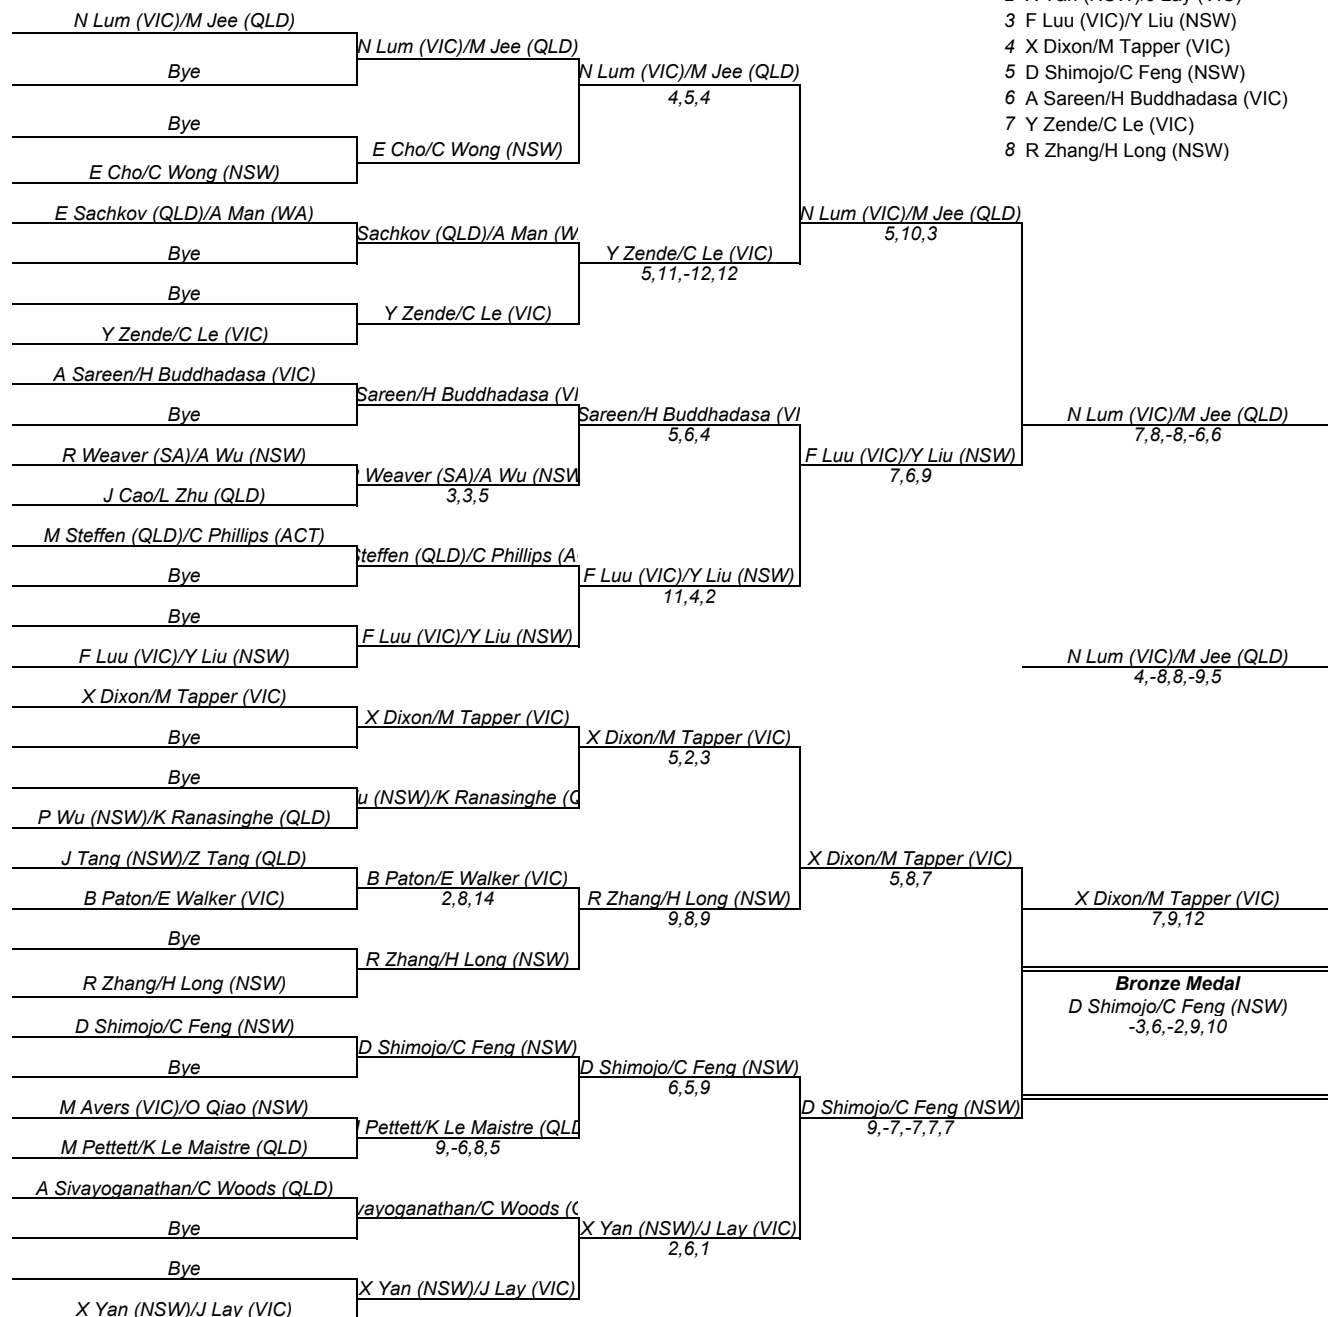 N Lum (VIC)/M Jee (QLD)
Bye
Bye
E Cho/C Wong (NSW)
E Sachkov (QLD)/A Man (WA)
Bye
Bye
Y Zende/C Le (VIC)
A Sareen/H Buddhadasa (VIC)
Bye
R Weaver (SA)/A Wu (NSW)
J Cao/L Zhu (QLD)
M Steffen (QLD)/C Phillips (ACT)
Bye
Bye
F Luu (VIC)/Y Liu (NSW)
X Dixon/M Tapper (VIC)
Bye
Bye
P Wu (NSW)/K Ranasinghe (QLD)
J Tang (NSW)/Z Tang (QLD)
B Paton/E Walker (VIC)
Bye
R Zhang/H Long (NSW)
D Shimojo/C Feng (NSW)
Bye
M Avers (VIC)/O Qiao (NSW)
M Pettett/K Le Maistre (QLD)
A Sivayoganathan/C Woods (QLD)
Bye
Bye
X Yan (NSW)/J Lay (VIC)
N Lum (VIC)/M Jee (QLD)
E Cho/C Wong (NSW)
Sachkov (QLD)/A Man (W
Y Zende/C Le (VIC)
Sareen/H Buddhadasa (VI
Weaver (SA)/A Wu (NSW
3,3,5
Steffen (QLD)/C Phillips (A
F Luu (VIC)/Y Liu (NSW)
X Dixon/M Tapper (VIC)
u (NSW)/K Ranasinghe (Q
B Paton/E Walker (VIC)
2,8,14
R Zhang/H Long (NSW)
D Shimojo/C Feng (NSW)
Pettett/K Le Maistre (QLD
9,-6,8,5
vayoganathan/C Woods (Q
X Yan (NSW)/J Lay (VIC)
N Lum (VIC)/M Jee (QLD)
4,5,4
Y Zende/C Le (VIC)
5,11,-12,12
Sareen/H Buddhadasa (VI
5,6,4
F Luu (VIC)/Y Liu (NSW)
11,4,2
X Dixon/M Tapper (VIC)
5,2,3
R Zhang/H Long (NSW)
9,8,9
D Shimojo/C Feng (NSW)
6,5,9
X Yan (NSW)/J Lay (VIC)
2,6,1
N Lum (VIC)/M Jee (QLD)
5,10,3
F Luu (VIC)/Y Liu (NSW)
7,6,9
X Dixon/M Tapper (VIC)
5,8,7
D Shimojo/C Feng (NSW)
9,-7,-7,7,7
3 F Luu (VIC)/Y Liu (NSW)
4 X Dixon/M Tapper (VIC)
5 D Shimojo/C Feng (NSW)
6 A Sareen/H Buddhadasa (VIC)
7 Y Zende/C Le (VIC)
8 R Zhang/H Long (NSW)
N Lum (VIC)/M Jee (QLD)
7,8,-8,-6,6
N Lum (VIC)/M Jee (QLD)
4,-8,8,-9,5
X Dixon/M Tapper (VIC)
7,9,12
Bronze Medal
D Shimojo/C Feng (NSW)
-3,6,-2,9,10